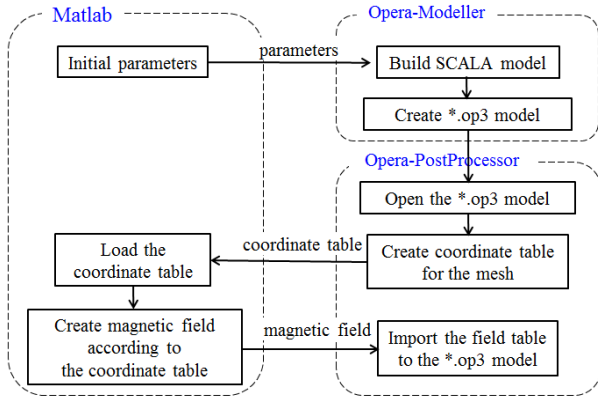 Matlab
Opera-Modeller
Initial parameters
parameters
Build SCALA model
Create *.op3 model
Opera-PostProcessor
Open the *.op3 model
Load the
coordinate table
coordinate table
Create coordinate table
for the mesh
Create magnetic field
according to
the coordinate table
magnetic field
Import the field table
to the *.op3 model